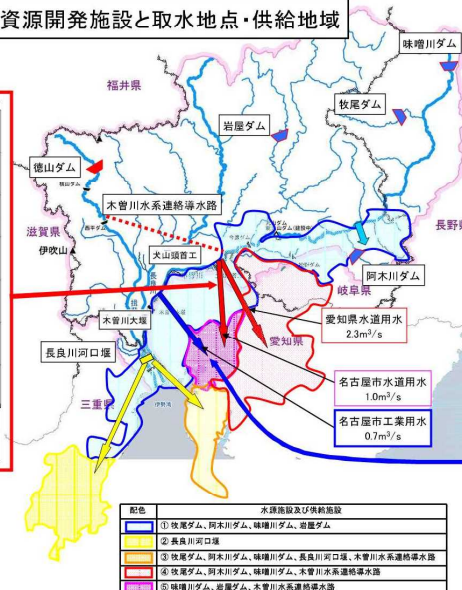 資源開発施設と取水地点・供給地域
味噌川ダム
福井県
牧尾ダム
岩屋ダム
徳山ダム
木曽川水系連絡導水路
滋賀県
長野県
伊吹山
犬山頭首工
阿木川ダム
岐阜県
木曽川大堰
愛知県水道用水
2.3m³/s
愛知県
長良川河口堰
名古屋市水道用水
1.0m³/s
三重県
伊勢湾
名古屋市工業用水
0.7m³/s
配色 水源施設及び供給施設
① 牧尾ダム、阿木川ダム、味噌川ダム、岩屋ダム
② 長良川河口堰
③ 牧尾ダム、阿木川ダム、味噌川ダム、長良川河口堰、木曽川水系連絡導水路
④ 牧尾ダム、阿木川ダム、味噌川ダム、木曽川水系連絡導水路
⑤ 味噌川ダム、岩屋ダム、木曽川水系連絡導水路